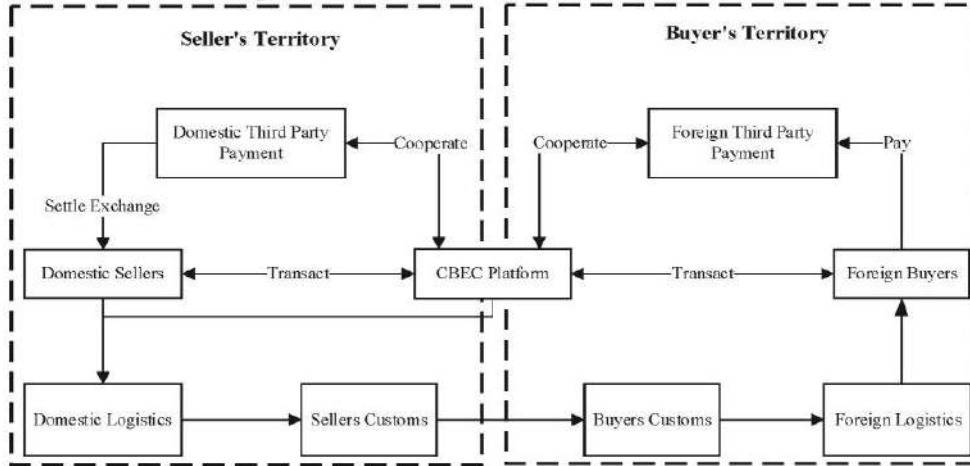 Seller's Territory
Buyer's Territory
Domestic Third Party
Payment
Cooperate
Cooperate
Foreign Third Party
Payment
Pay
Settle Exchange
Domestic Sellers
Transact
CBEC Platform
Transact
Foreign Buyers
Domestic Logistics
Sellers Customs
Buyers Customs
Foreign Logistics